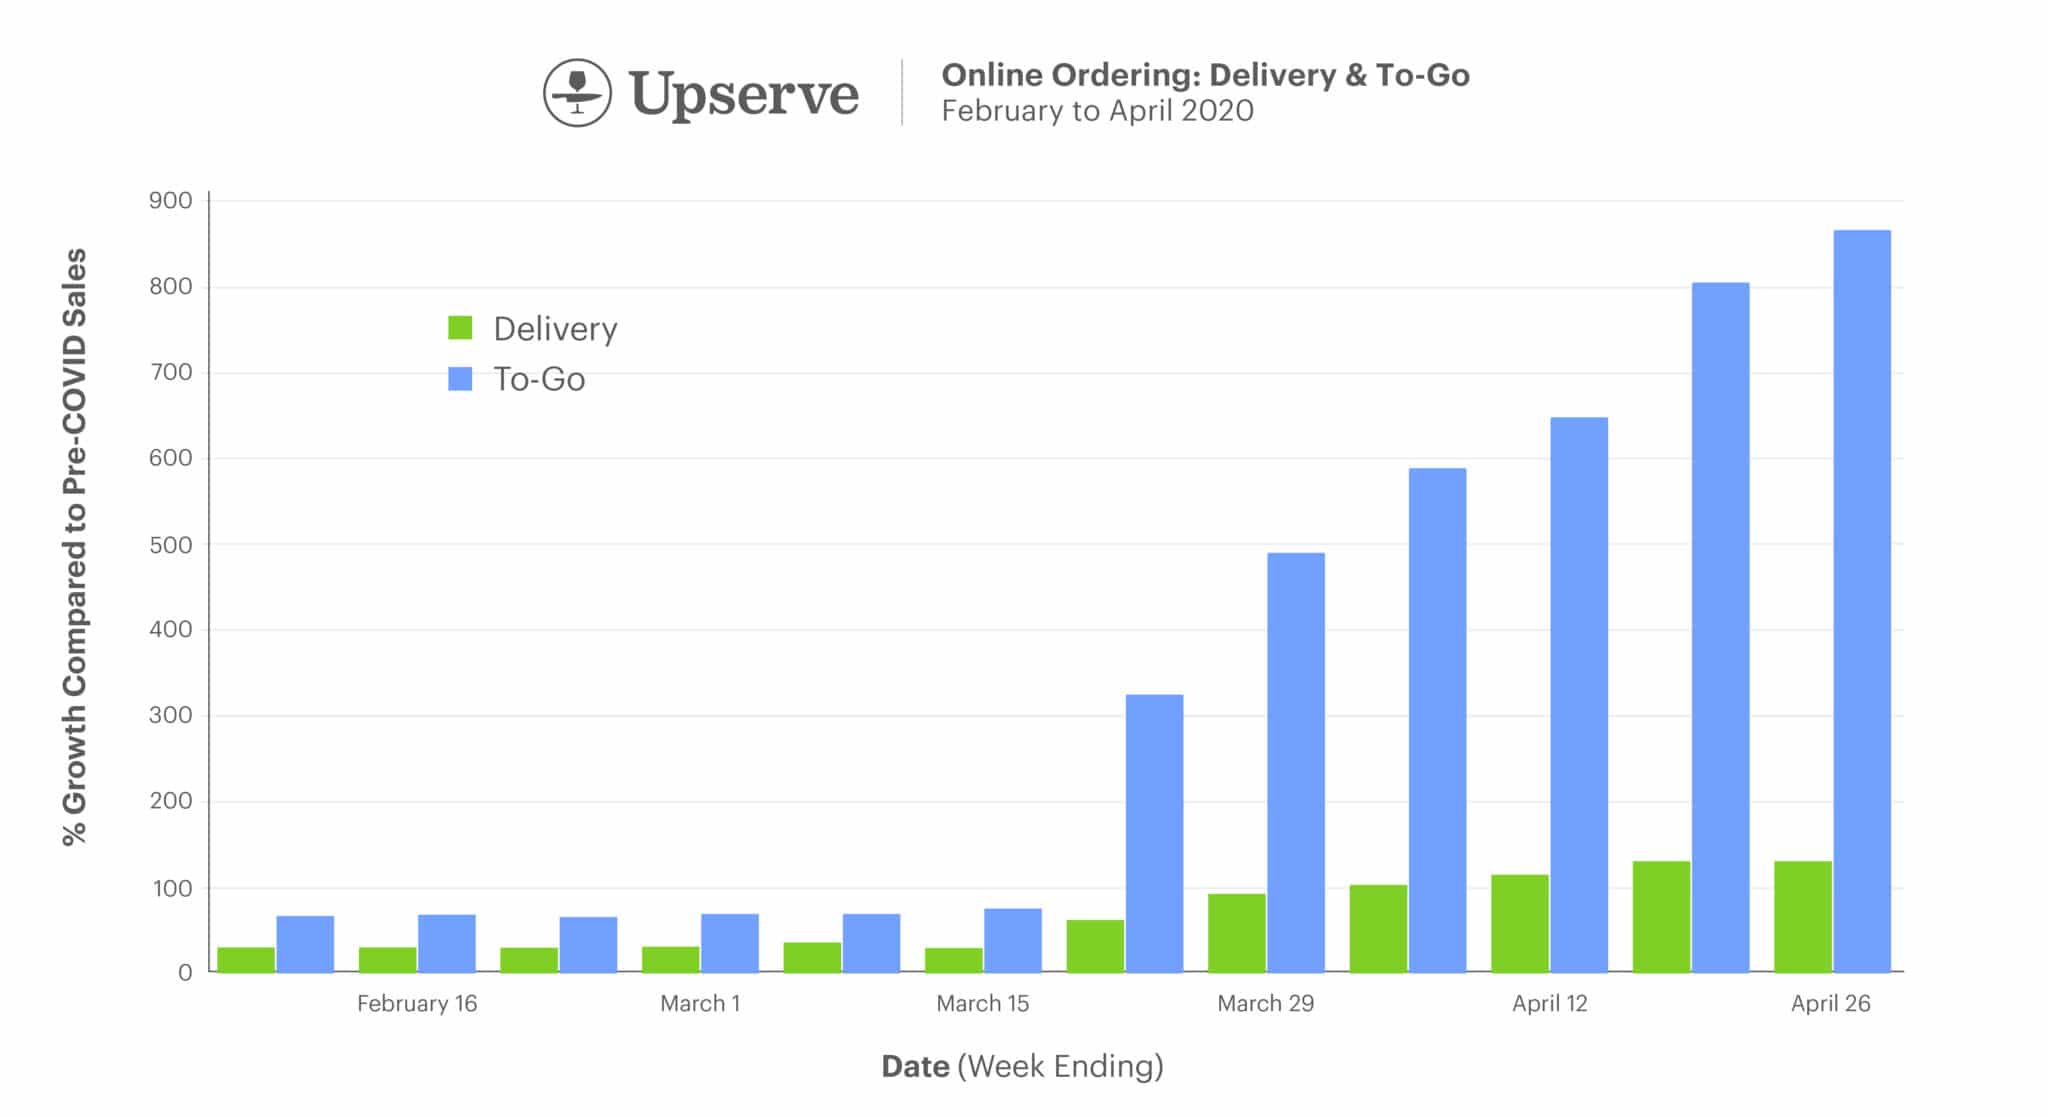 Upserve
Online Ordering: Delivery & To-Go
February to April 2020
% Growth Compared to Pre-COVID Sales
900
800
700
600
500
400
300
200
100
0
Delivery
To-Go
February 16
March 1
March 15
March 29
April 12
April 26
Date (Week Ending)